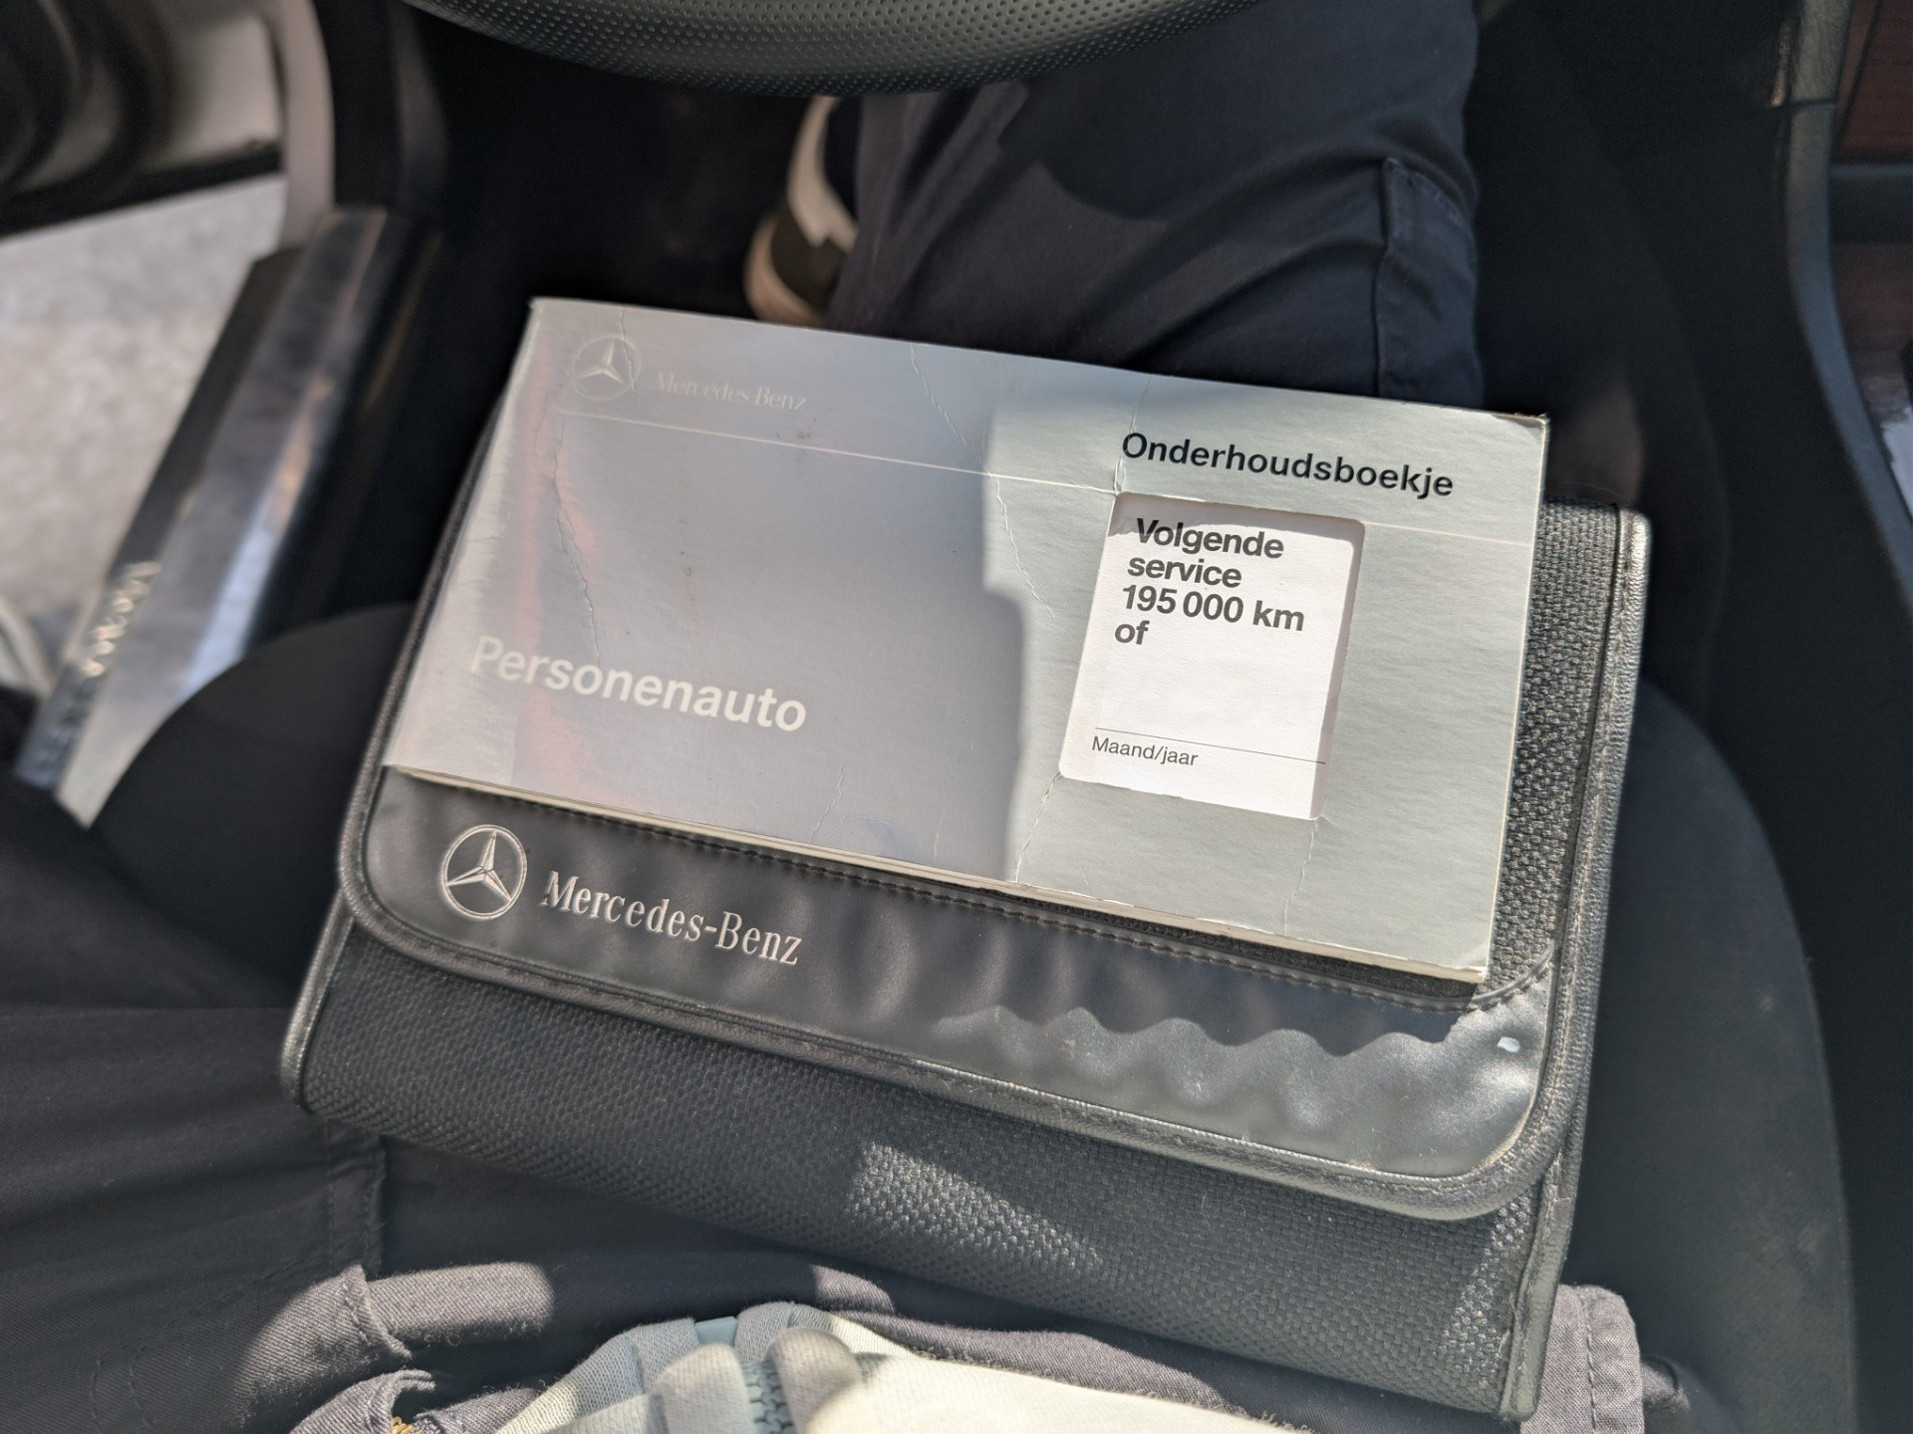 Mercedes-Benz
Onderhoudsboekje
Volgende
service
195 000 km
of
Maand/jaar
Personenauto
Mercedes-Benz